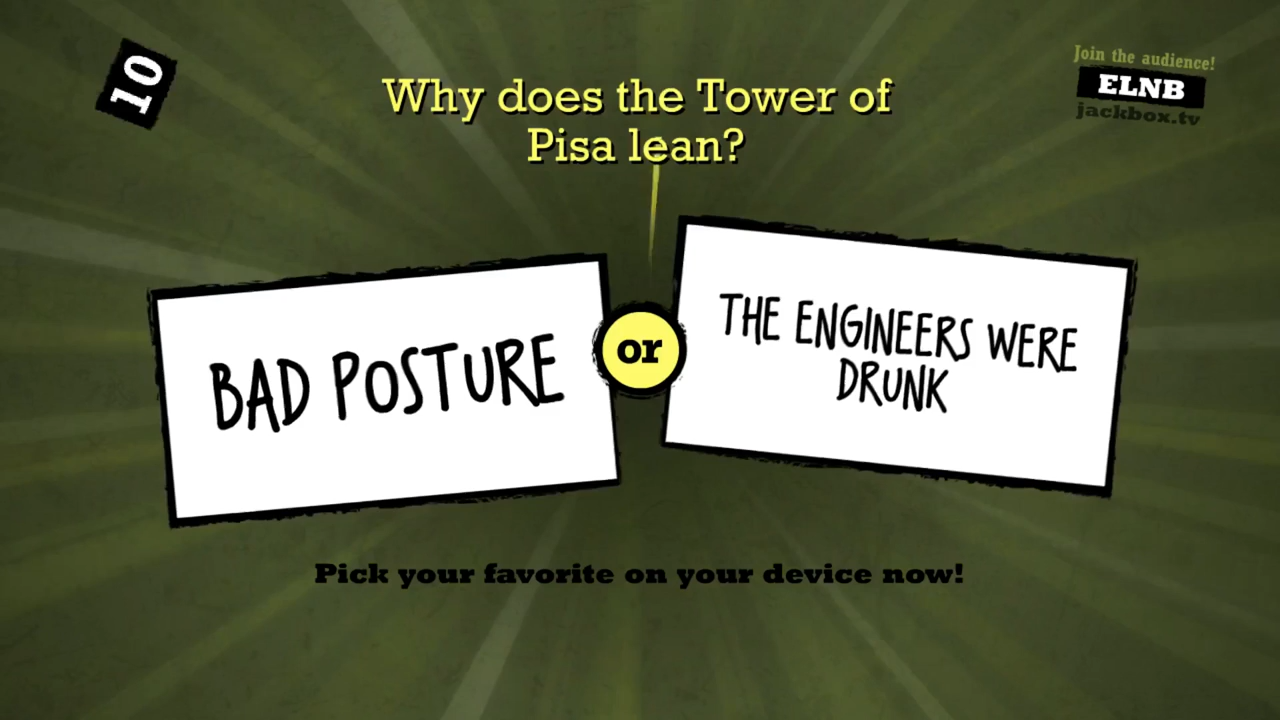 10
Join the audience!
ELNB
jackbox.tv
Why does the Tower of
Pisa lean?
BAD POSTURE
or
THE ENGINEERS WERE
DRUNK
Pick your favorite on your device now!